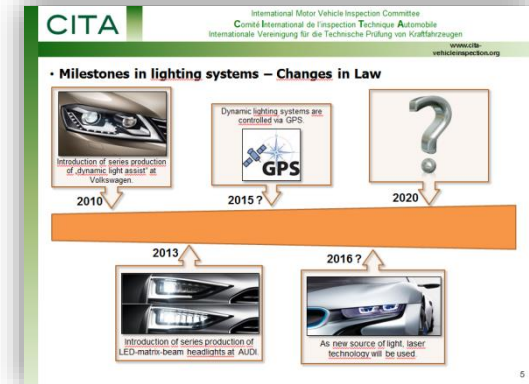 CITA
International Motor Vehicle Inspection Committee
Comité International de l'inspection Technique Automobile
Internationale Vereinigung für die Technische Prüfung von Kraftfahrzeugen
www.cita-
vehicleinspection.org
• Milestones in lighting systems – Changes in Law
Introduction of series production
of „dynamic light assist“ at
Volkswagen.
2010
Dynamic lighting systems are
controlled via GPS.
GPS
2015 ?
?
2020
2013
Introduction of series production of
LED-matrix-beam headlights at AUDI.
2016 ?
As new source of light, laser
technology will be used.
5